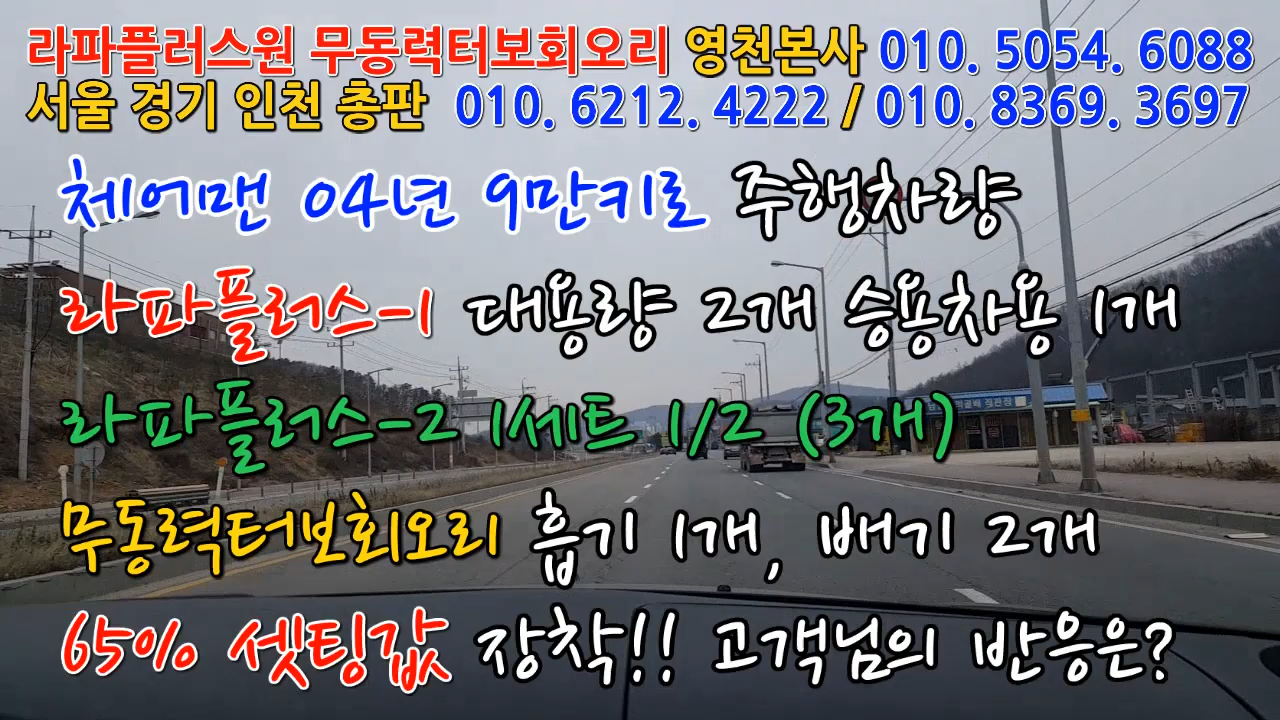 라파플러스원 무동력터보회오리 영천본사 010. 5054. 6088
서울 경기 인천 총판 010. 6212. 4222 / 010. 8369. 3697
체어맨 04년 9만키로 주행차량
라파플러스-1 대용량 2개 승용차용 1개
라파플러스-2 1세트 1/2 (3개)
무동력터보회오리 흡기 1개, 배기 2개
65% 셋팅값 장착!! 고객님의 반응은?
직판장